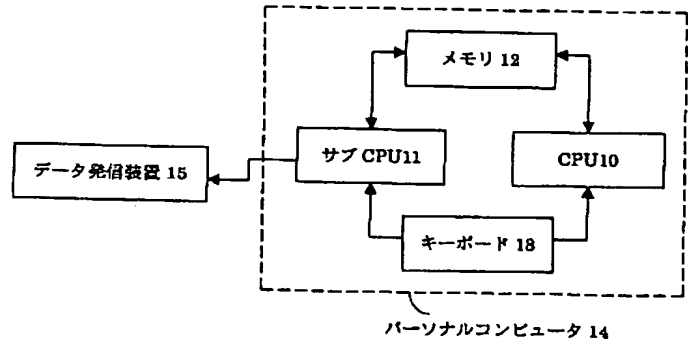 メモリ 12
サブ CPU11
CPU10
データ発信装置 15
キーボード 13
パーソナルコンピュータ 14